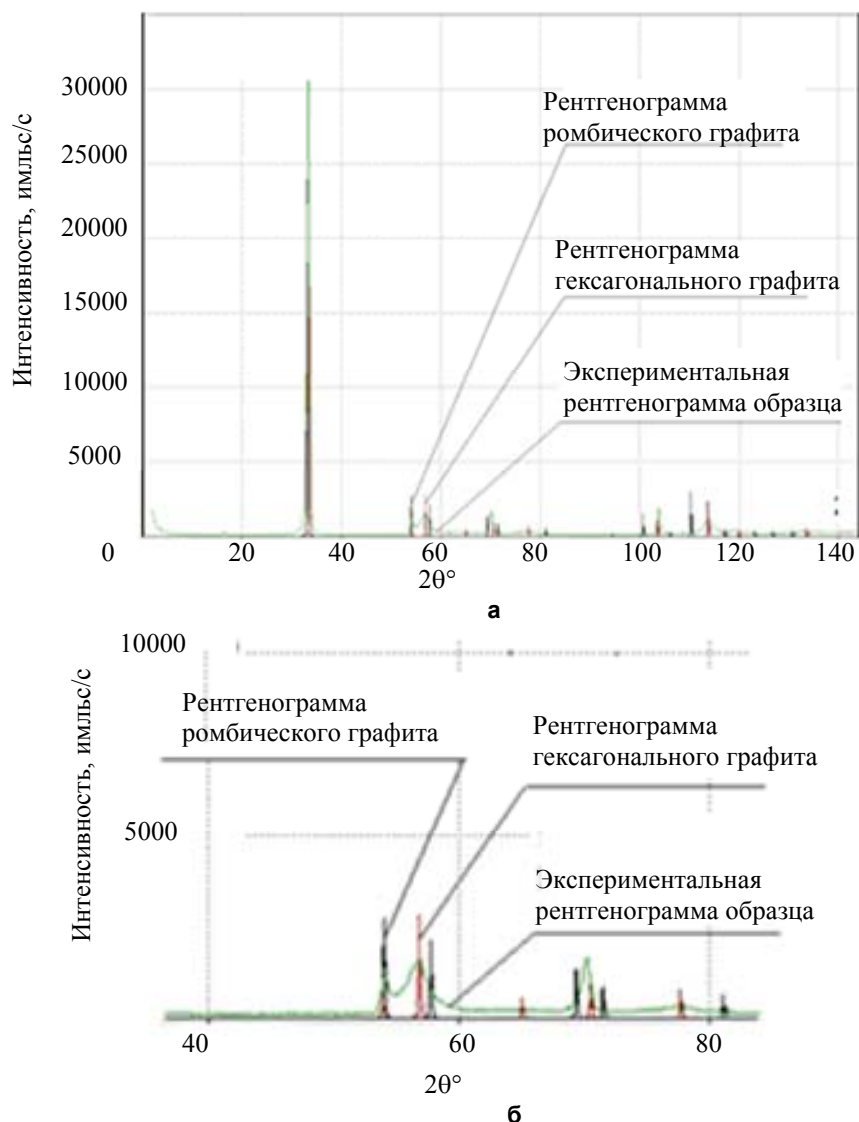 Интенсивность, имльс/с
30000
25000
20000
15000
10000
5000
0
Рентгенограмма
ромбического графита
Рентгенограмма
гексагонального графита
Экспериментальная
рентгенограмма образца
20 40 60 80 100 120 140
2θ°
а
Интенсивность, имльс/с
10000
5000
Рентгенограмма
ромбического графита
Рентгенограмма
гексагонального графита
Экспериментальная
рентгенограмма образца
40 60 80
2θ°
б